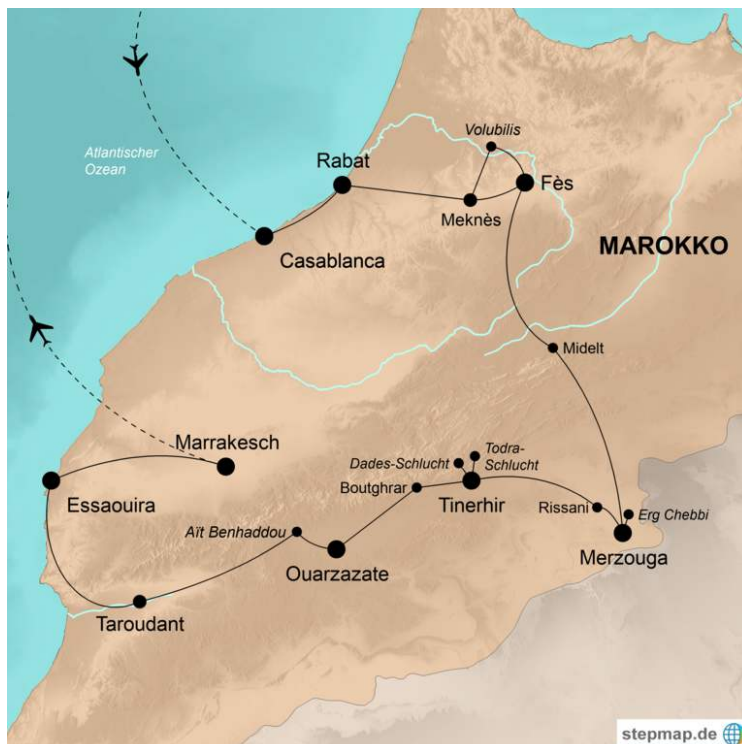 Volubilis
Atlantischer
Ozean
Rabat
Fès
Meknès
MAROKKO
Casablanca
Midelt
Marrakesch
Todra-
Schlucht
Dades-Schlucht
Essaouira
Boutghrar
Tinerhir
Rissani
Erg Chebbi
Aït Benhaddou
Merzouga
Ouarzazate
Taroudant
stepmap.de